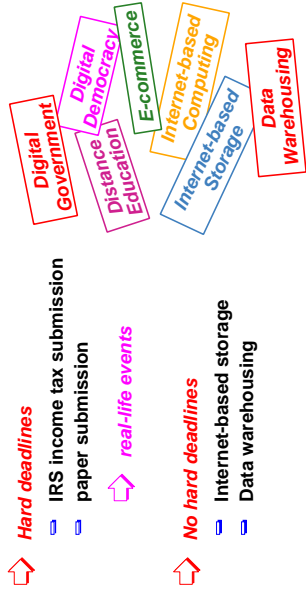 Hard deadlines
IRS income tax submission
paper submission
real-life events
No hard deadlines
Internet-based storage
Data warehousing
Digital
Government
Digital
Democracy
Distance
Education
E-commerce
Internet-based
Computing
Internet-based
Storage
Data
Warehousing